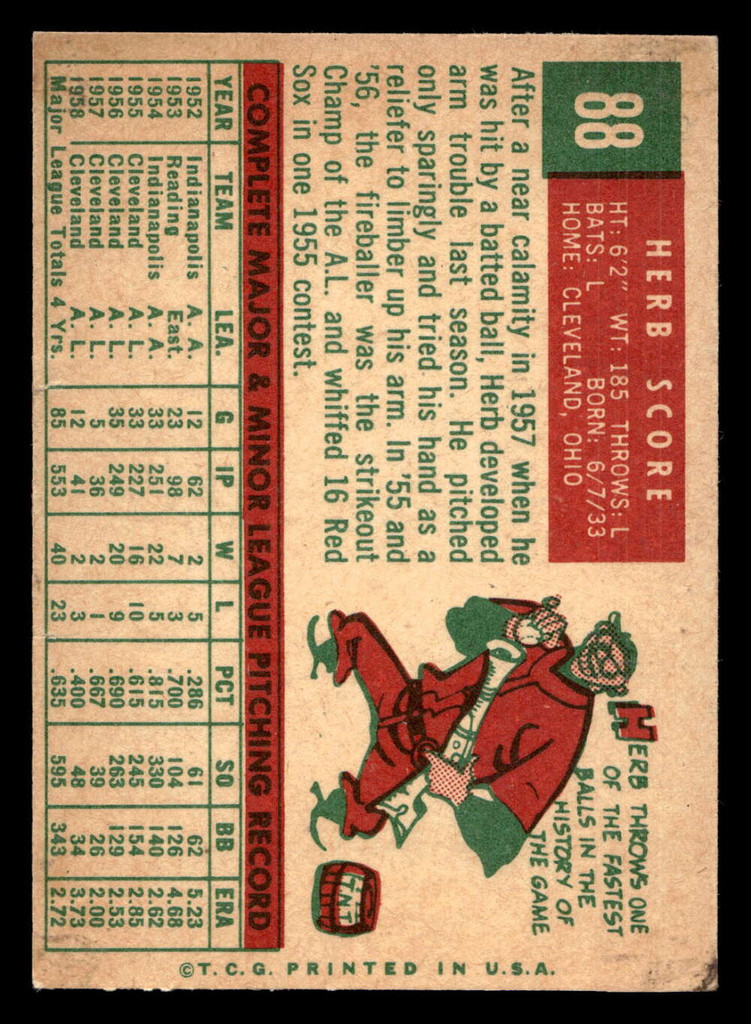 88
HERB SCORE
HT: 6'2" WT: 185 THROWS: L
BATS: L BORN: 6/7/33
HOME: CLEVELAND, OHIO
After a near calamity in 1957 when he
was hit by a batted ball, Herb developed
arm trouble last season. He pitched
only sparingly and tried his hand as a
reliefer to limber up his arm. In '55 and
'56, the fireballer was the strikeout
Champ of the A.L. and whiffed 16 Red
Sox in one 1955 contest.
HERB THROWS ONE
OF THE FASTEST
BALLS IN THE
HISTORY OF
THE GAME
TNT
COMPLETE MAJOR & MINOR LEAGUE PITCHING RECORD
YEAR TEAM LEA. G IP W L PCT SO BB ERA
1952 Indianapolis A. A. 12 62 2 5 .286 61 62 5.23
1953 Reading East. 23 98 7 3 .700 104 126 4.68
1954 Indianapolis A. A. 33 251 22 5 .815 330 140 2.62
1955 Cleveland A. L. 33 227 16 10 .615 245 154 2.85
1956 Cleveland A. L. 35 249 20 9 .690 263 129 2.53
1957 Cleveland A. L. 5 36 2 1 .667 39 26 2.00
1958 Cleveland A. L. 12 41 2 3 .400 48 34 3.73
Major League Totals 4 Yrs. 85 553 40 23 .635 595 343 2.72
©T.C.G. PRINTED IN U.S.A.